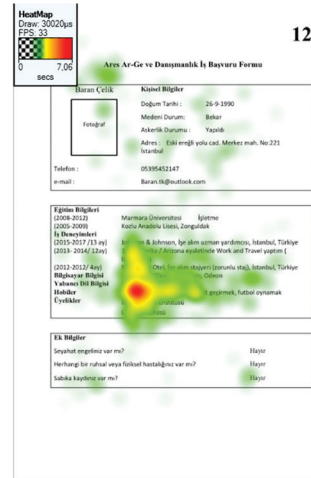 HeatMap
Draw: 30020µs
FPS: 33
0 7,06
secs
12
Ares Ar-Ge ve Danışmanlık İş Başvuru Formu
Baran Çelik Kişisel Bilgiler
Doğum Tarihi : 26-9-1990
Medeni Durum: Bekar
Fotoğraf
Askerlik Durumu : Yapıldı
Adres : Eski ereğli yolu cad. Merkez mah. No:221
İstanbul
Telefon : 05395452147
e-mail : Baran.tk@outlook.com
Eğitim Bilgileri
(2008-2012) Marmara Üniversitesi İşletme
(2005-2009) Kozlu Anadolu Lisesi, Zonguldak
İş Deneyimleri
(2015-2017 /13 ay) & Johnson, İşe alım uzman yardımcısı, İstanbul, Türkiye
(2013- 2014/ 12ay) / Arizona eyaletinde Work and Travel yaptım (
(2012-2012/ 4ay) Otel, İşe alım stajyeri (zorunlu staj), İstanbul, Türkiye
Bilgisayar Bilgisi
Yabancı Dil Bilgisi
Hobiler geçirmek, futbol oynamak
Üyelikler
Ek Bilgiler
Seyahat engeliniz var mı? Hayır
Herhangi bir ruhsal veya fiziksel hastalığınız var mı? Hayır
Sabıka kaydınız var mı? Hayır